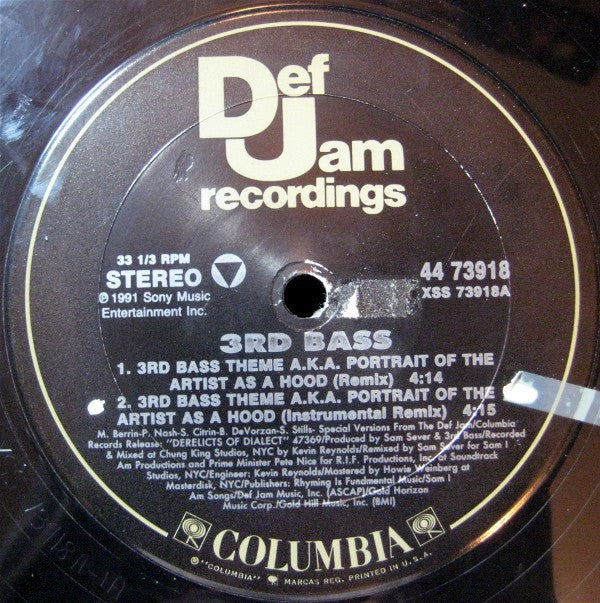 Def
Jam
recordings
33 1/3 RPM
STEREO
℗ 1991 Sony Music
Entertainment Inc.
44 73918
XSS 73918A
3RD BASS
1. 3RD BASS THEME A.K.A. PORTRAIT OF THE
ARTIST AS A HOOD (Remix) 4:14
2. 3RD BASS THEME A.K.A. PORTRAIT OF THE
ARTIST AS A HOOD (Instrumental Remix) 4:15
M. Berrin-P. Nash-S. Citrin-B. DeVorzan-S. Stills- Special Versions From The Def Jam/Columbia
Records Release: "DERELICTS OF DIALECT" 47369/Produced by Sam Sever & 3rd Bass/Recorded
& Mixed at Chung King Studios, NYC by Kevin Reynolds/Remixed by Sam Sever for Sam I
Am Productions and Prime Minister Pete Nice for R.I.F. Productions, Inc. at Soundtrack
Studios, NYC/Engineer: Kevin Reynolds/Mastered by Howie Weinberg at
Masterdisk, NYC/Publishers: Rhyming Is Fundmental Music/Sam I
Am Songs/Def Jam Music, Inc. (ASCAP)/Gold Horizan
Music Corp./Gold Hill Music, Inc. (BMI)
COLUMBIA
® "COLUMBIA" MARCAS REG. PRINTED IN U.S.A.